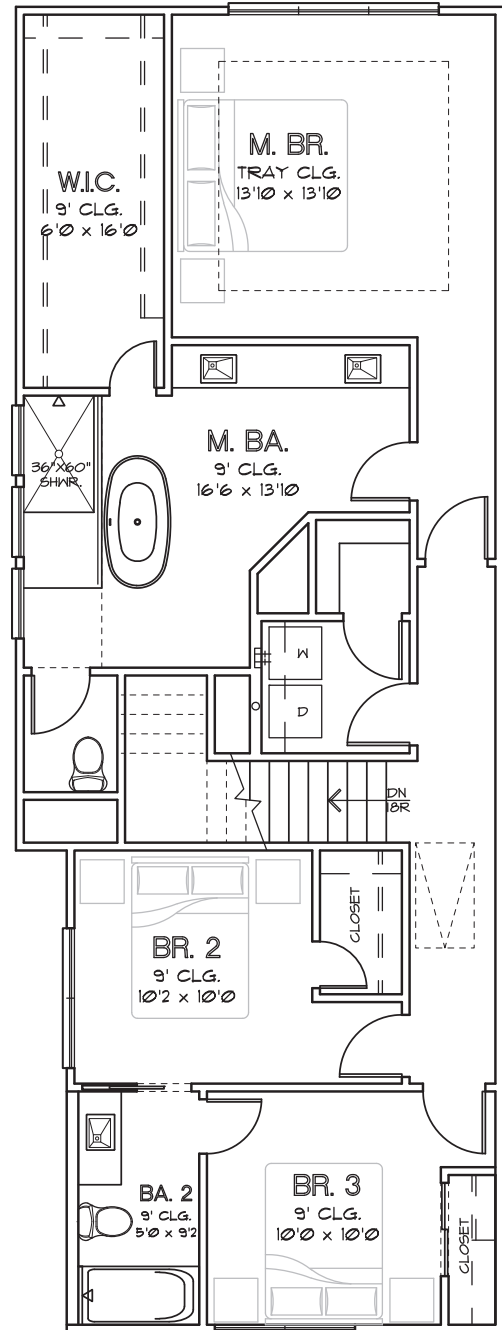 W.I.C.
9' CLG.
6'0 x 16'0
M. BR.
TRAY CLG.
13'10 x 13'10
M. BA.
9' CLG.
16'6 x 13'10
36"X60"
SHWR.
W
D
DN
18R
BR. 2
9' CLG.
10'2 x 10'0
CLOSET
BA. 2
9' CLG.
5'0 x 9'2
BR. 3
9' CLG.
10'0 x 10'0
CLOSET